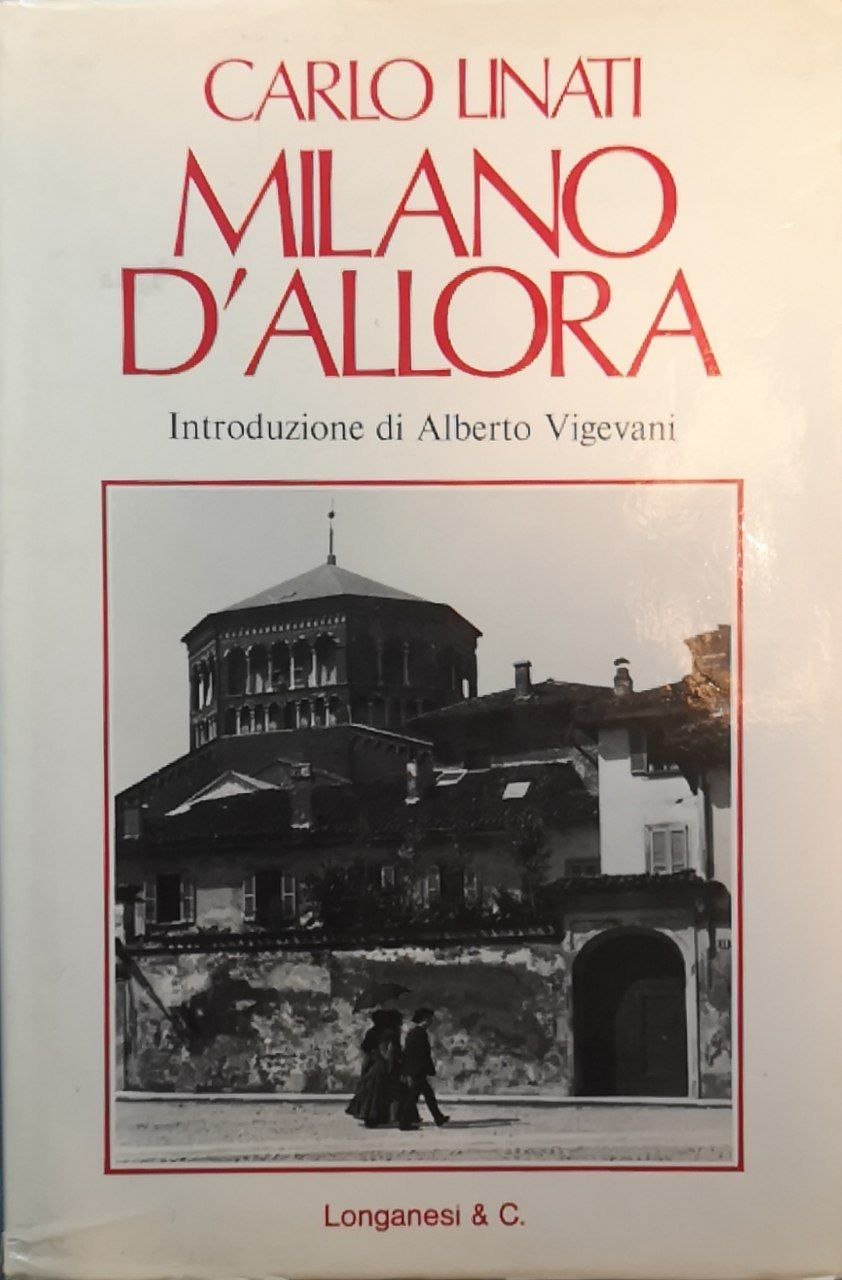 CARLO LINATI
MILANO
D'ALLORA
Introduzione di Alberto Vigevani
Longanesi & C.